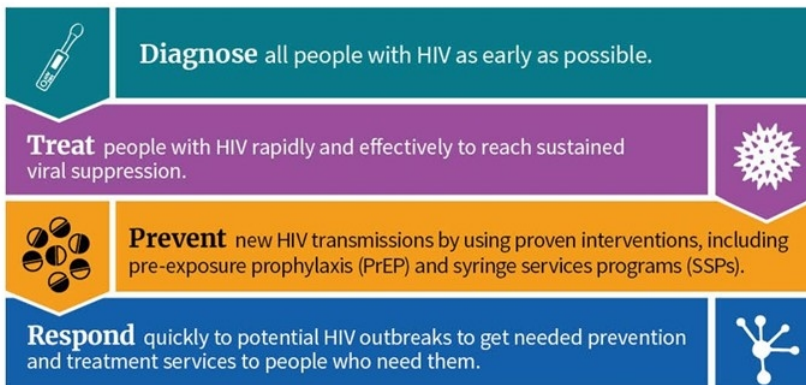 Diagnose all people with HIV as early as possible.
Treat people with HIV rapidly and effectively to reach sustained
viral suppression.
Prevent new HIV transmissions by using proven interventions, including
pre-exposure prophylaxis (PrEP) and syringe services programs (SSPs).
Respond quickly to potential HIV outbreaks to get needed prevention
and treatment services to people who need them.